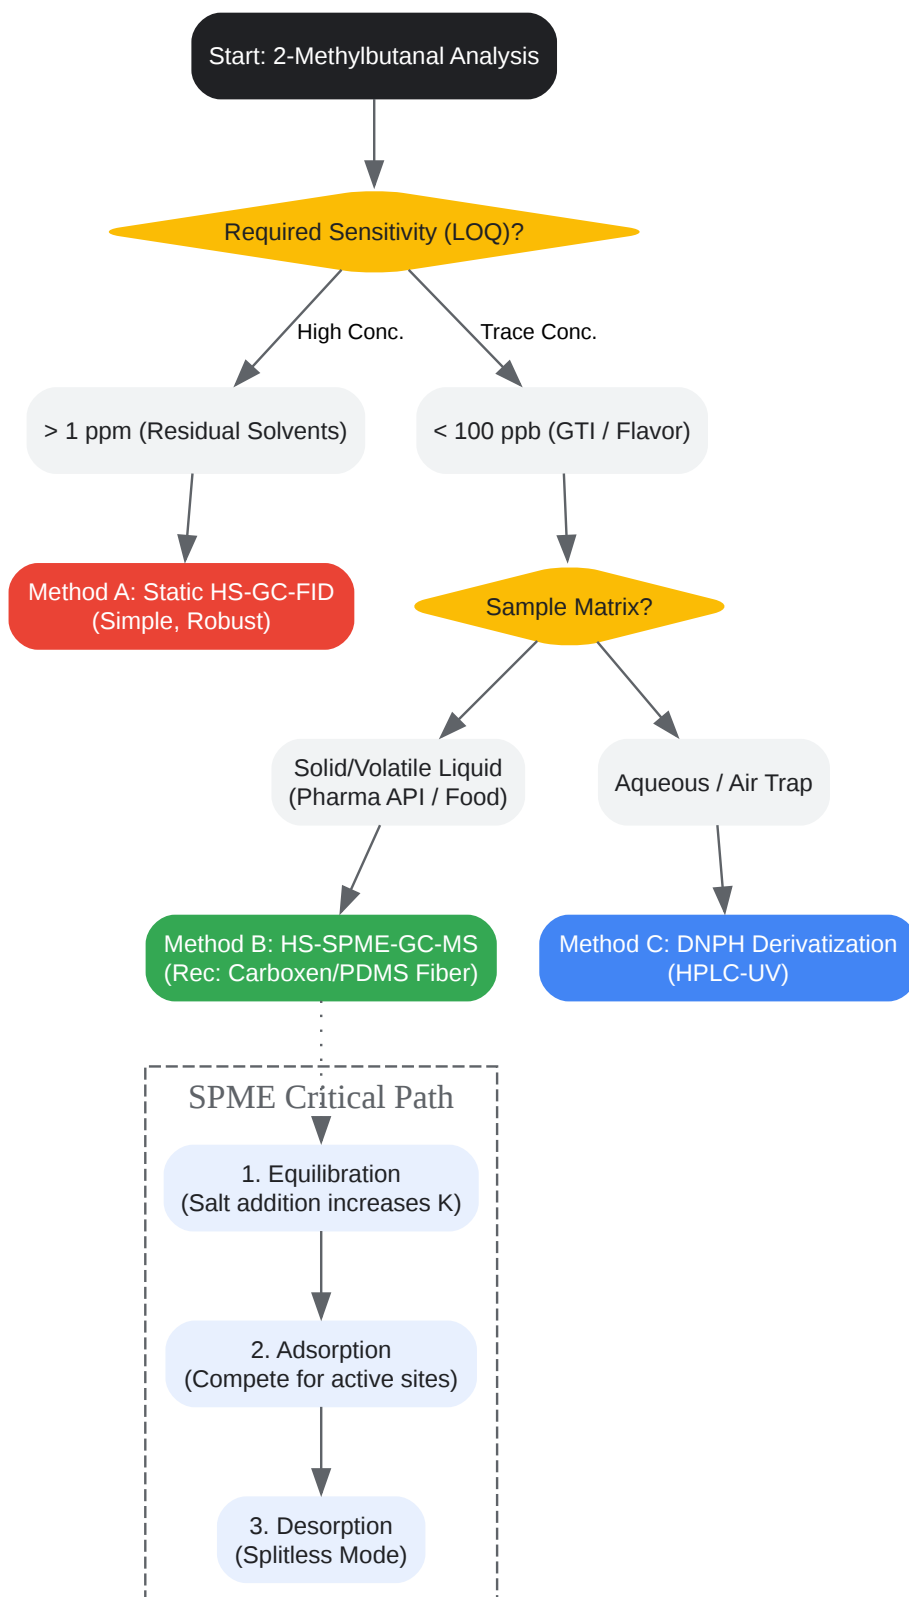 Start: 2-Methylbutanal Analysis
Required Sensitivity (LOQ)?
High Conc.
Trace Conc.
> 1 ppm (Residual Solvents)
< 100 ppb (GTI / Flavor)
Method A: Static HS-GC-FID
(Simple, Robust)
Sample Matrix?
Solid/Volatile Liquid
(Pharma API / Food)
Aqueous / Air Trap
Method B: HS-SPME-GC-MS
(Rec: Carboxen/PDMS Fiber)
Method C: DNPH Derivatization
(HPLC-UV)
SPME Critical Path
1. Equilibration
(Salt addition increases K)
2. Adsorption
(Compete for active sites)
3. Desorption
(Splitless Mode)